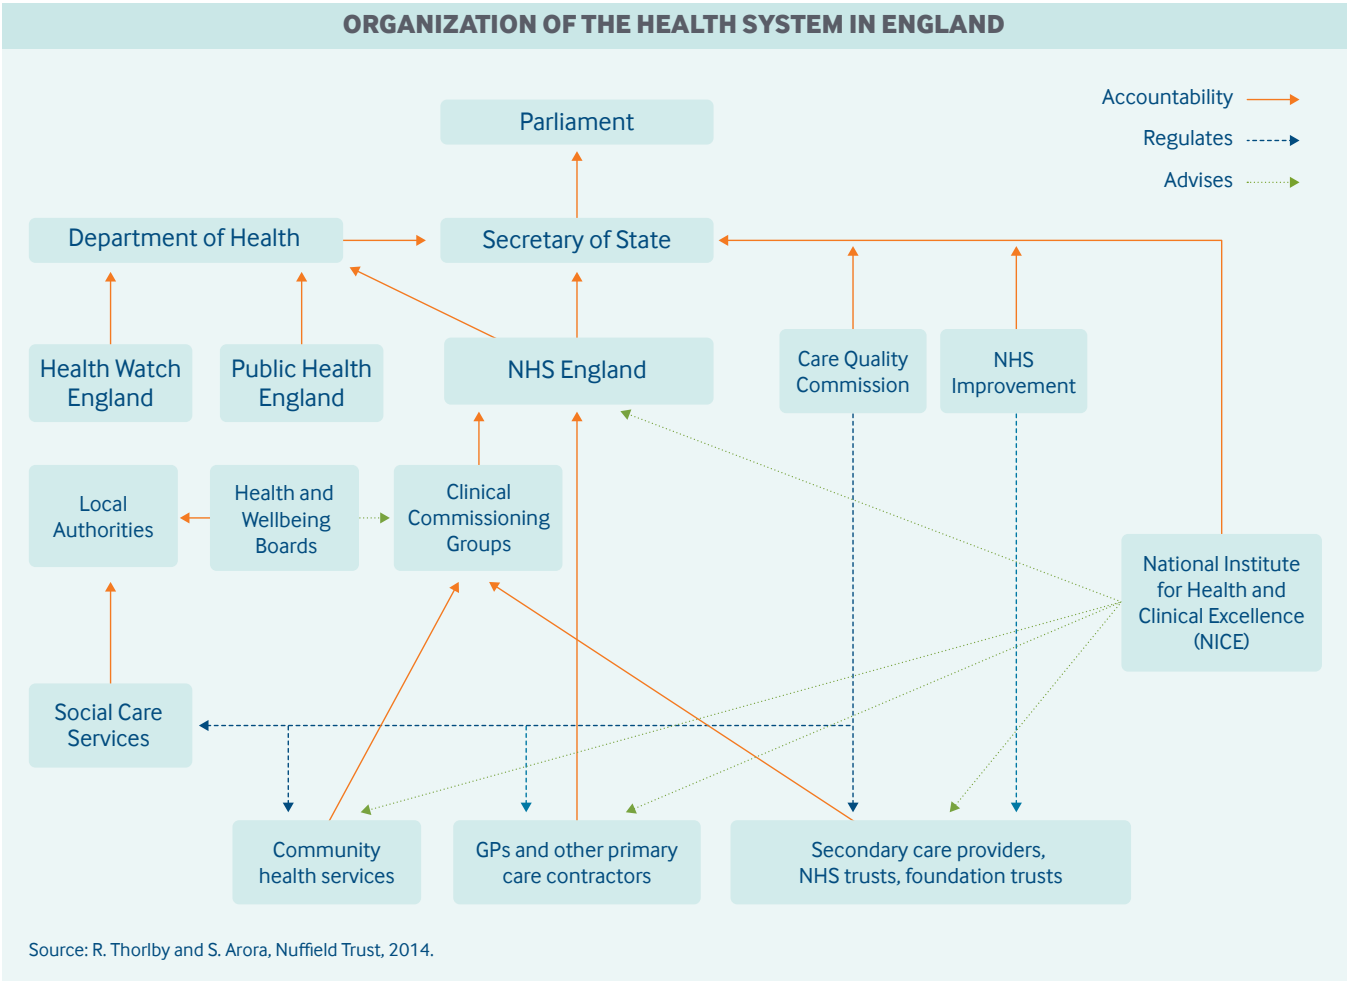 ORGANIZATION OF THE HEALTH SYSTEM IN ENGLAND
Accountability
Regulates
Advises
Parliament
Department of Health
Secretary of State
Health Watch
England
Public Health
England
NHS England
Care Quality
Commission
NHS
Improvement
Local
Authorities
Health and
Wellbeing
Boards
Clinical
Commissioning
Groups
National Institute
for Health and
Clinical Excellence
(NICE)
Social Care
Services
Community
health services
GPs and other primary
care contractors
Secondary care providers,
NHS trusts, foundation trusts
Source: R. Thorlby and S. Arora, Nuffield Trust, 2014.